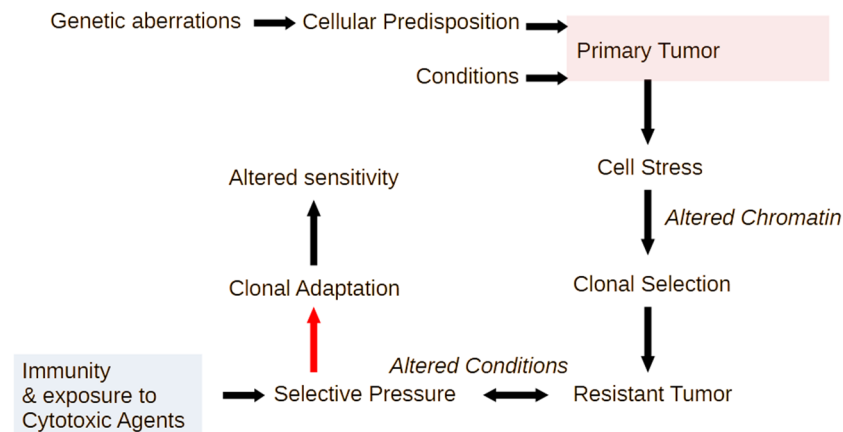 Genetic aberrations
Cellular Predisposition
Primary Tumor
Conditions
Cell Stress
Altered sensitivity
Altered Chromatin
Clonal Adaptation
Clonal Selection
Altered Conditions
Immunity
& exposure to
Cytotoxic Agents
Selective Pressure
Resistant Tumor